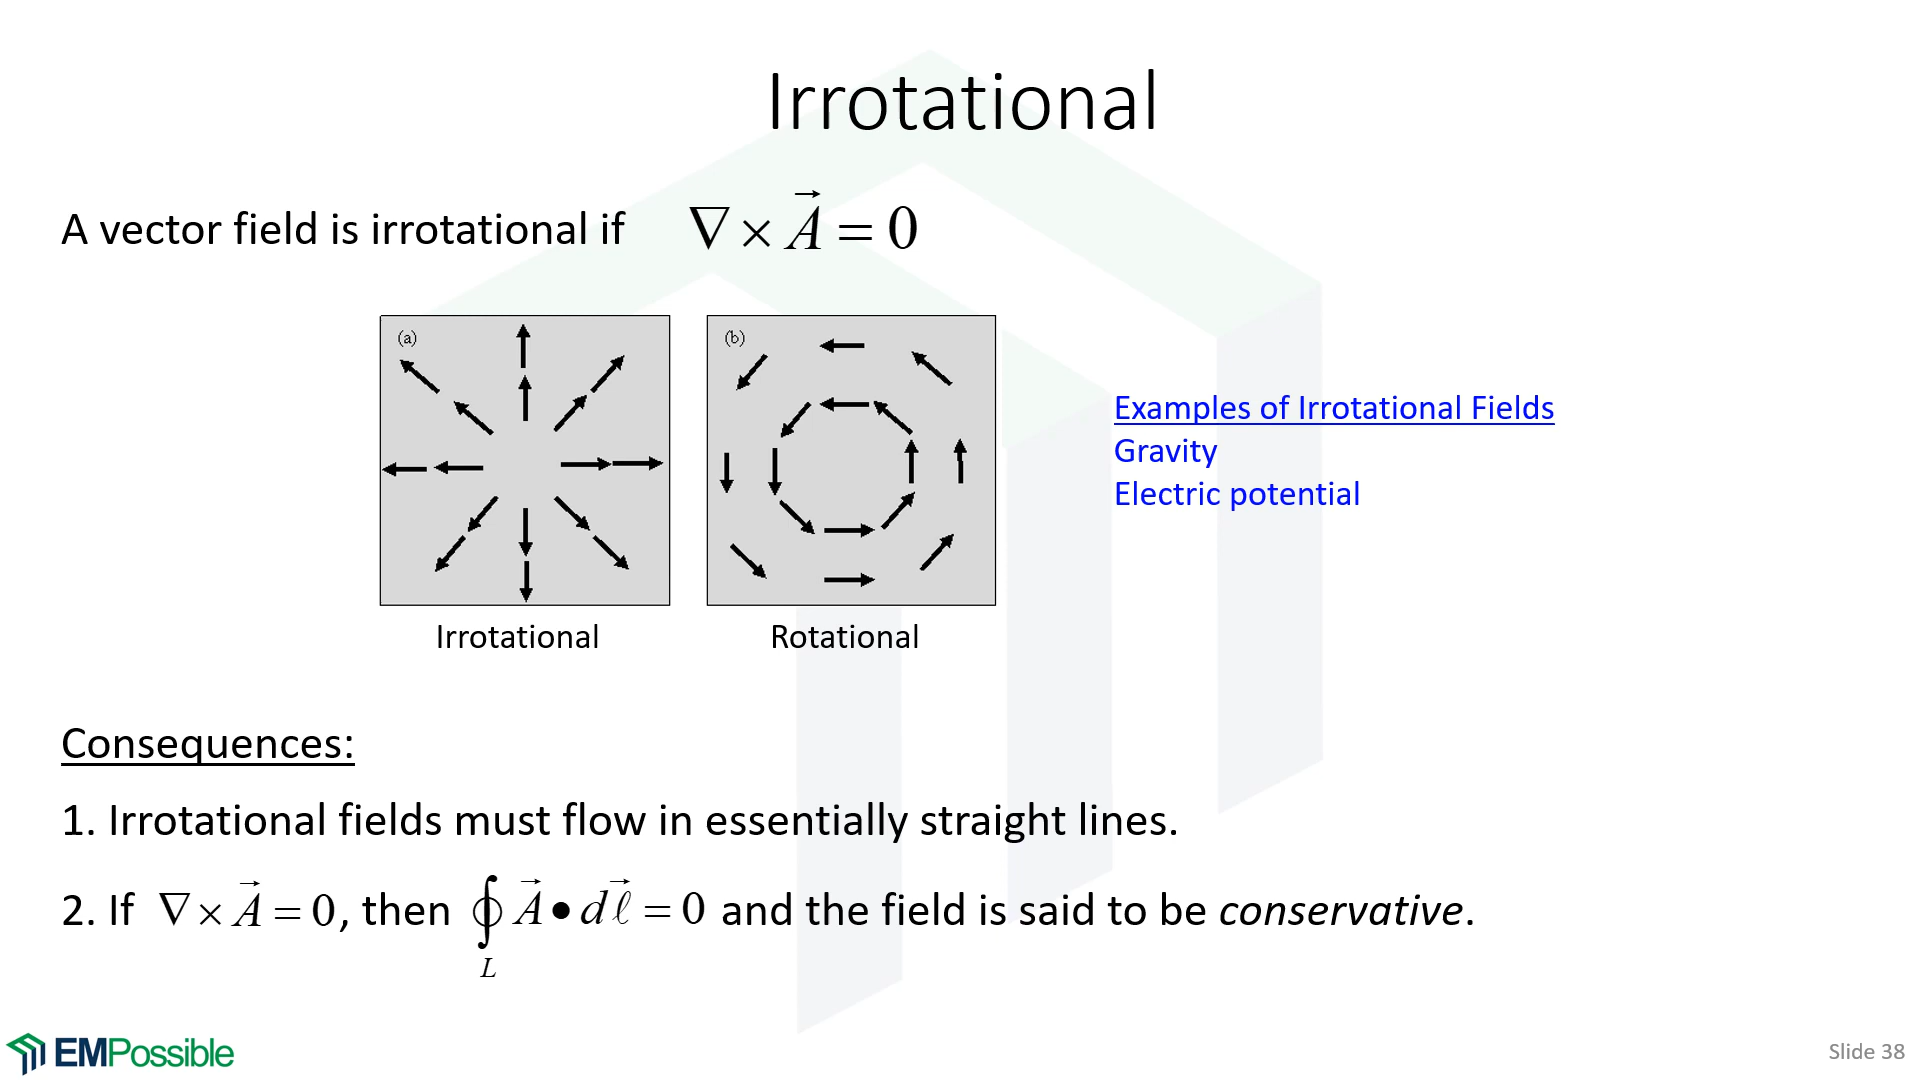 Irrotational
A vector field is irrotational if ∇ × A⃗ = 0
(a)
(b)
Examples of Irrotational Fields
Gravity
Electric potential
Irrotational
Rotational
Consequences:
1. Irrotational fields must flow in essentially straight lines.
2. If ∇ × A⃗ = 0, then ∮_L A⃗ • dℓ⃗ = 0 and the field is said to be conservative.
EMPossible
Slide 38